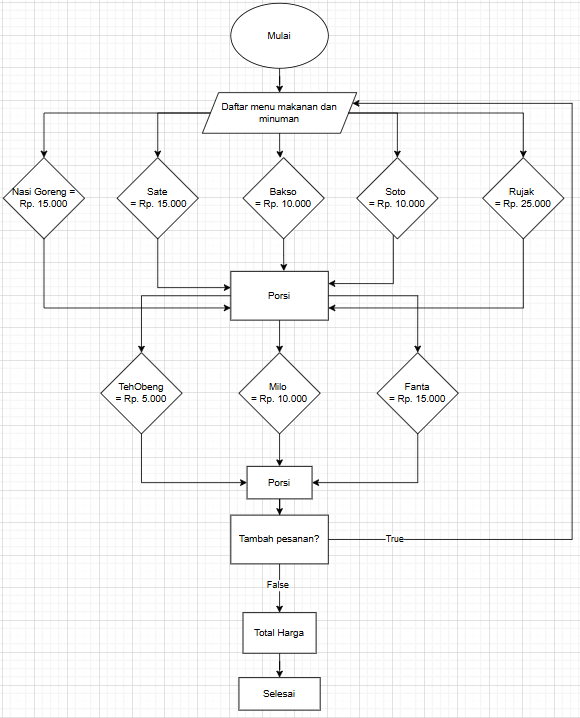 Mulai
Daftar menu makanan dan
minuman
Nasi Goreng =
Rp. 15.000
Sate
= Rp. 15.000
Bakso
= Rp. 10.000
Soto
= Rp. 10.000
Rujak
= Rp. 25.000
Porsi
TehObeng
= Rp. 5.000
Milo
= Rp. 10.000
Fanta
= Rp. 15.000
Porsi
Tambah pesanan?
True
False
Total Harga
Selesai